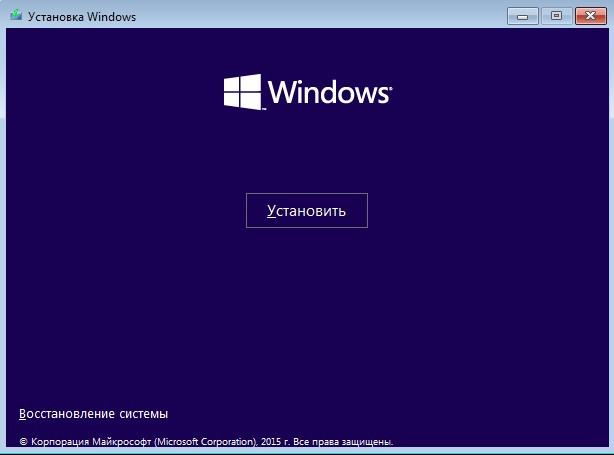 Установка Windows
Windows
Установить
Восстановление системы
© Корпорация Майкрософт (Microsoft Corporation), 2015 г. Все права защищены.